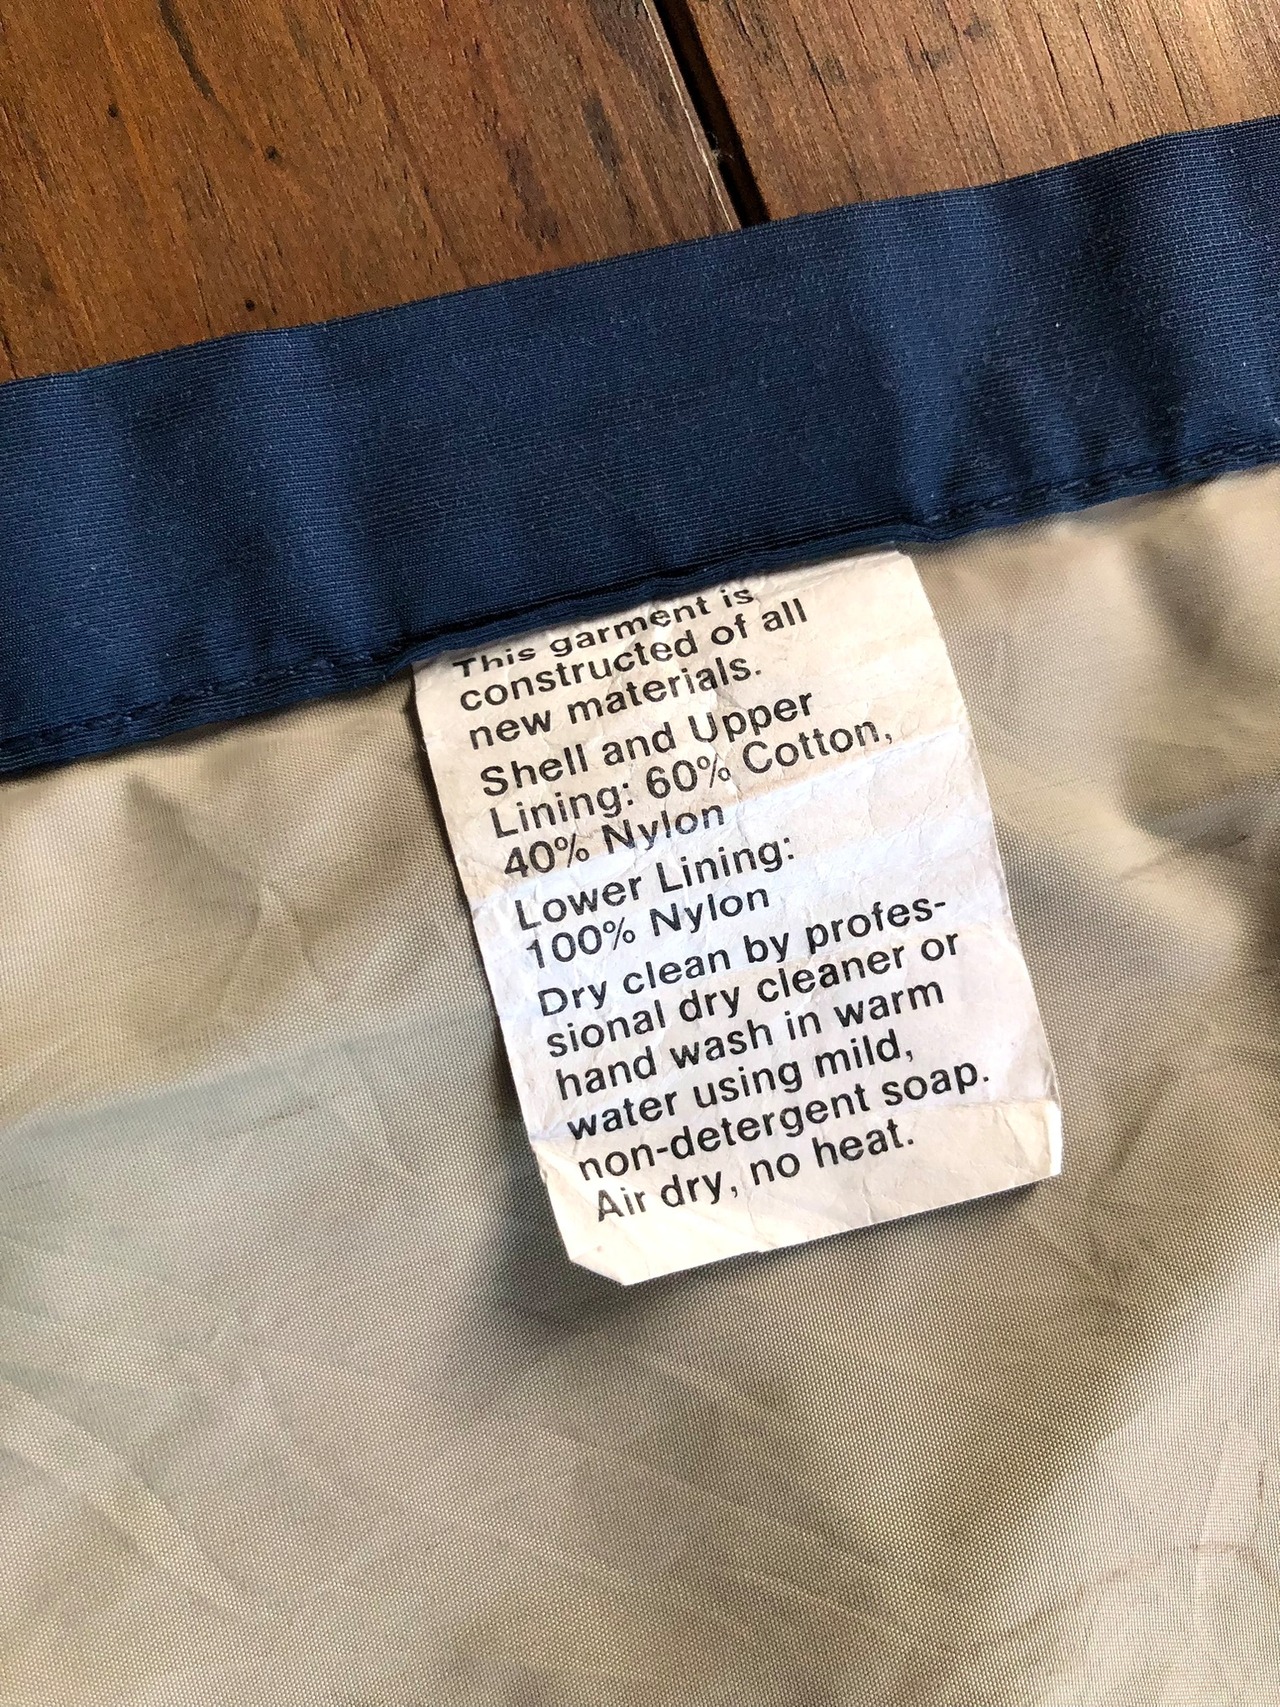 This garment is
constructed of all
new materials.
Shell and Upper
Lining: 60% Cotton,
40% Nylon
Lower Lining:
100% Nylon
Dry clean by profes-
sional dry cleaner or
hand wash in warm
water using mild,
non-detergent soap.
Air dry, no heat.